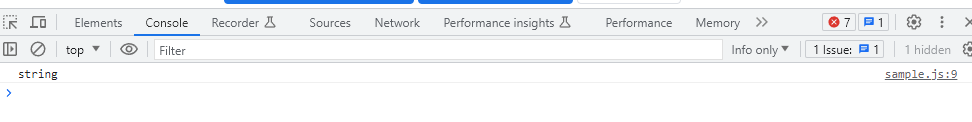 Elements Console Recorder Sources Network Performance insights Performance Memory 7 1
top Filter Info only 1 Issue: 1 1 hidden
string sample.js:9